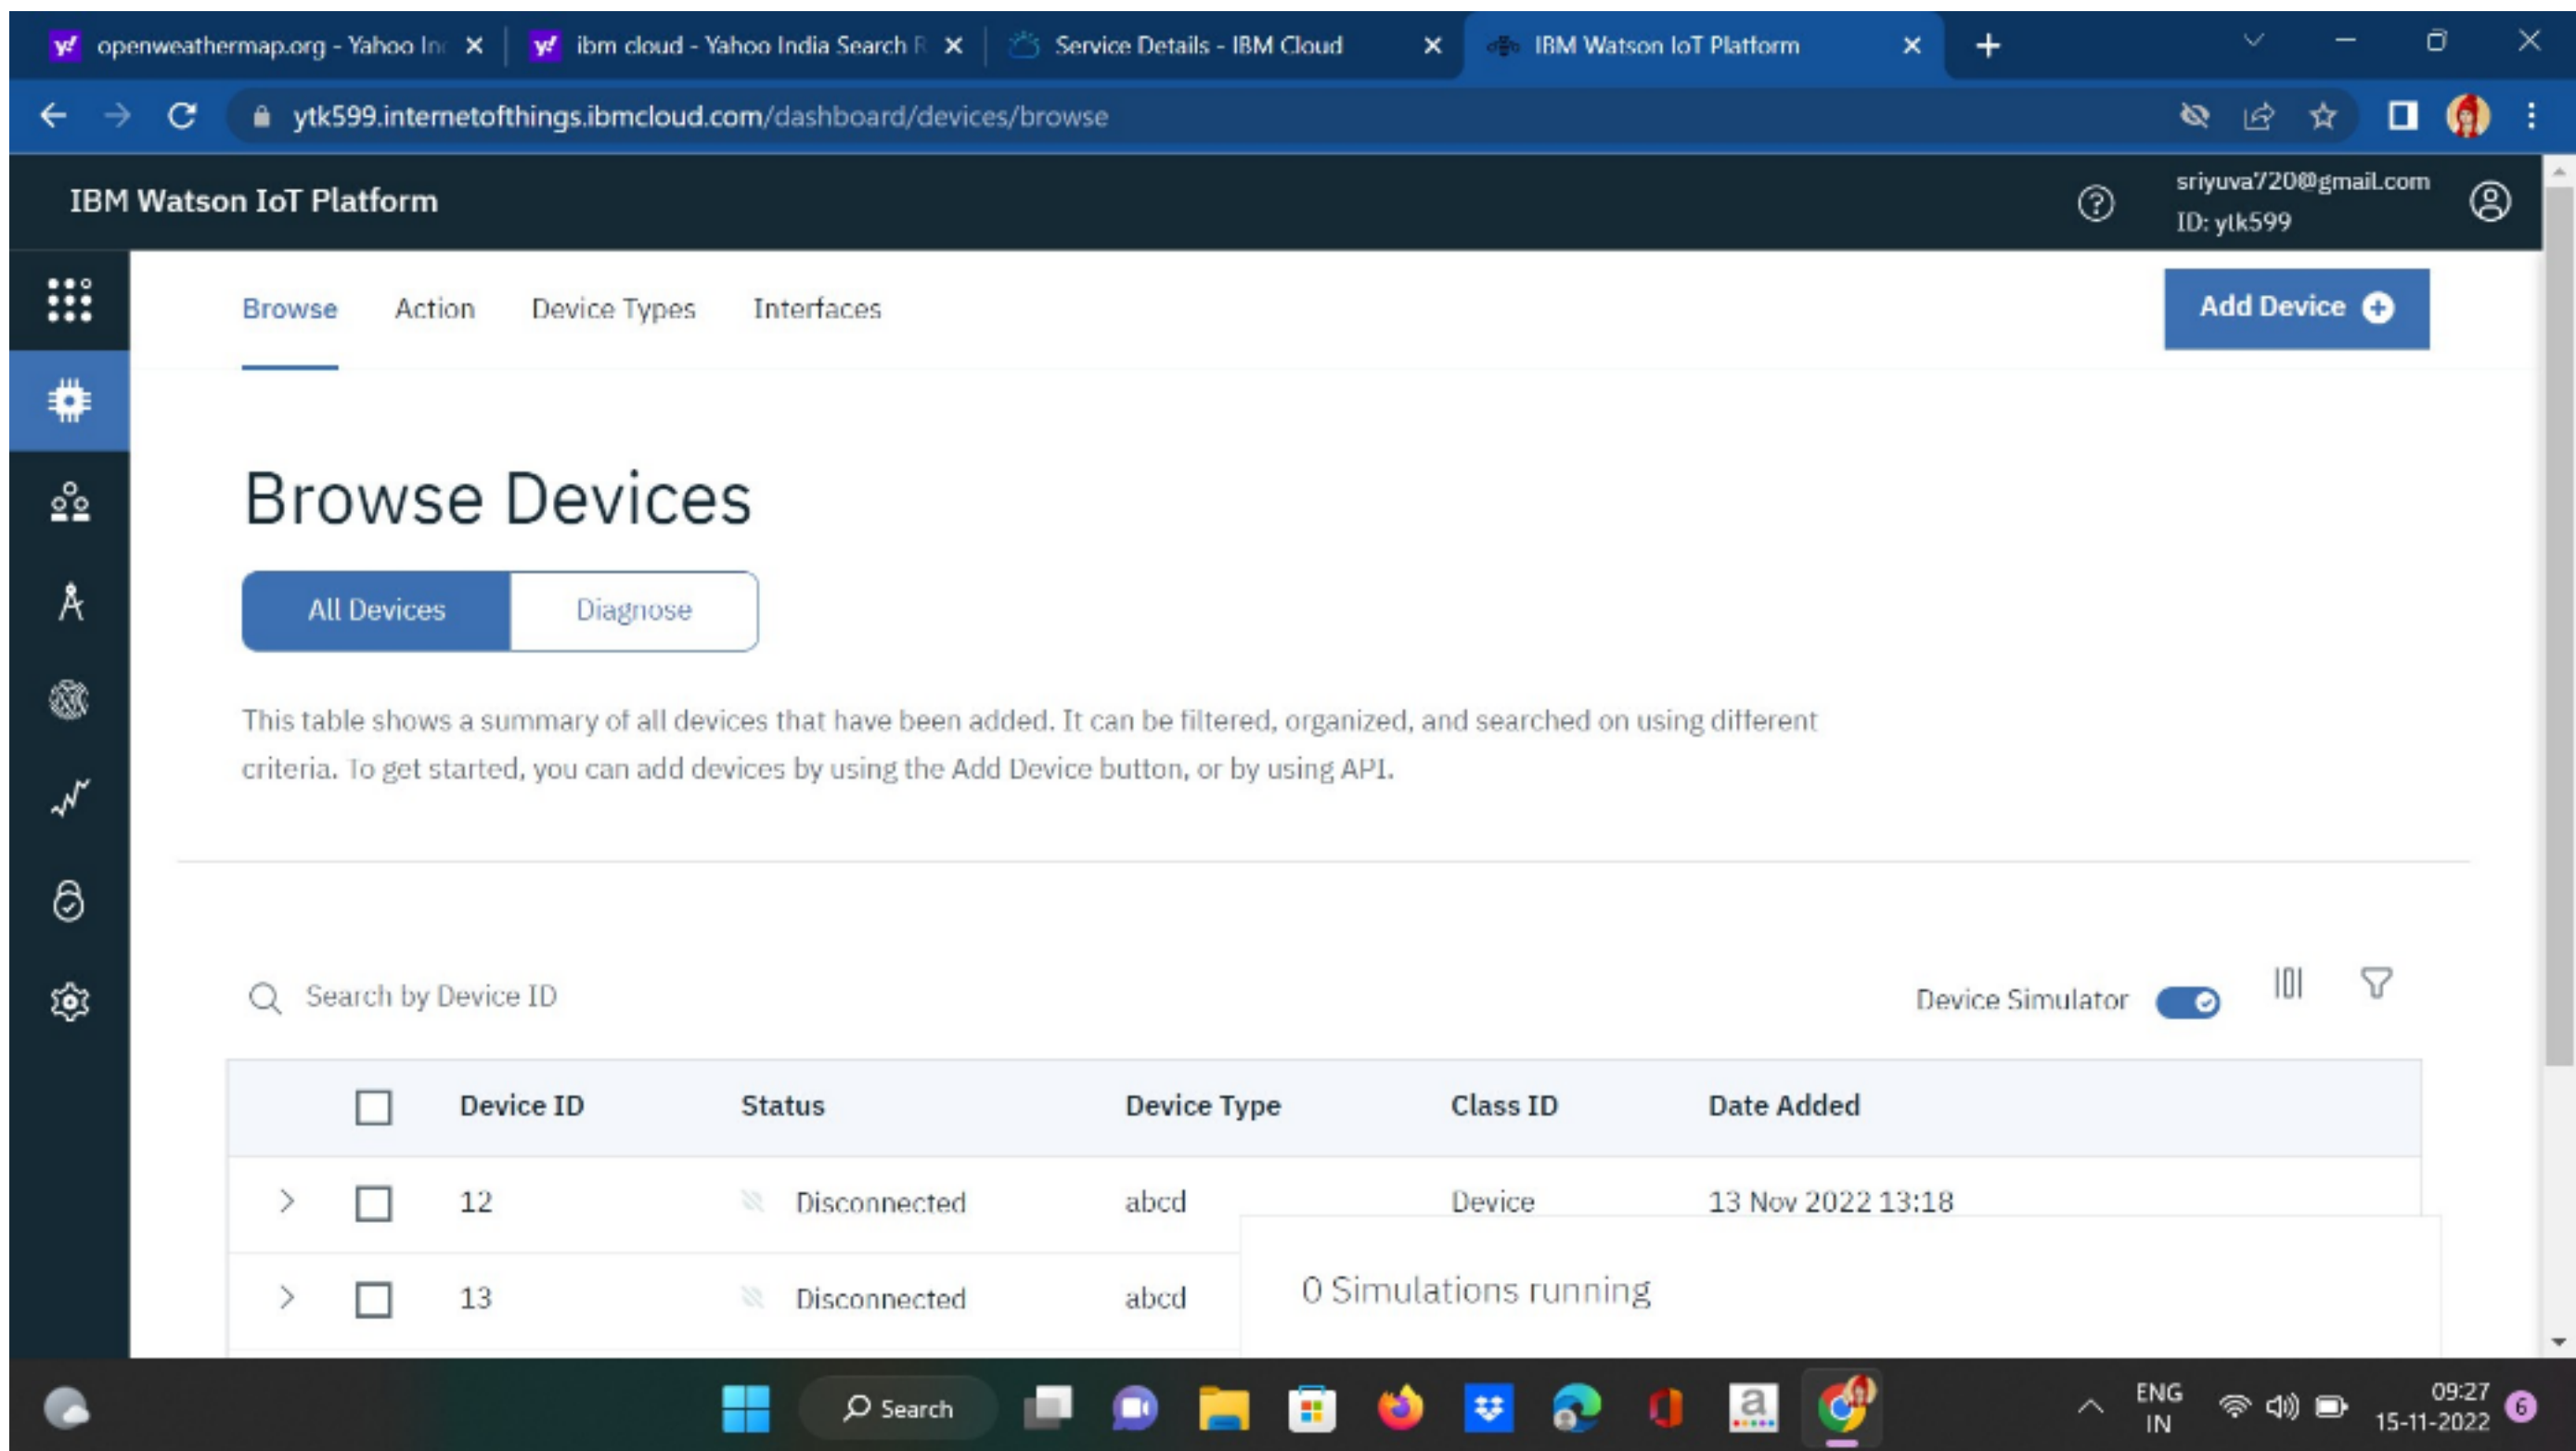 openweathermap.org - Yahoo In
ibm cloud - Yahoo India Search R
Service Details - IBM Cloud
IBM Watson IoT Platform
ytk599.internetofthings.ibmcloud.com/dashboard/devices/browse
IBM Watson IoT Platform
sriyuva720@gmail.com
ID: ytk599
Browse Action Device Types Interfaces
Add Device
Browse Devices
All Devices Diagnose
This table shows a summary of all devices that have been added. It can be filtered, organized, and searched on using different
criteria. To get started, you can add devices by using the Add Device button, or by using API.
Search by Device ID
Device Simulator
Device ID Status Device Type Class ID Date Added
12 Disconnected abcd Device 13 Nov 2022 13:18
13 Disconnected abcd
0 Simulations running
Search
a
ENG
IN
09:27
15-11-2022
6